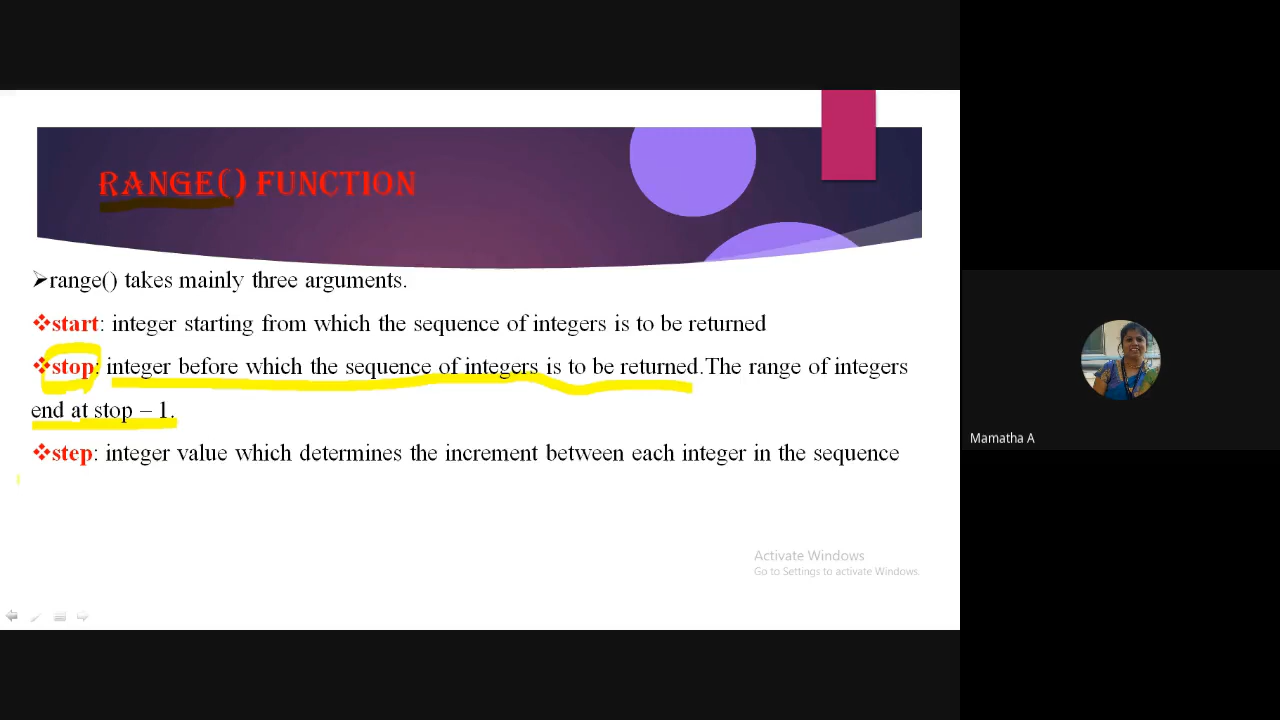 RANGE() FUNCTION
➢range() takes mainly three arguments.
❖start: integer starting from which the sequence of integers is to be returned
❖stop: integer before which the sequence of integers is to be returned.The range of integers
end at stop – 1.
❖step: integer value which determines the increment between each integer in the sequence
Mamatha A
Activate Windows
Go to Settings to activate Windows.